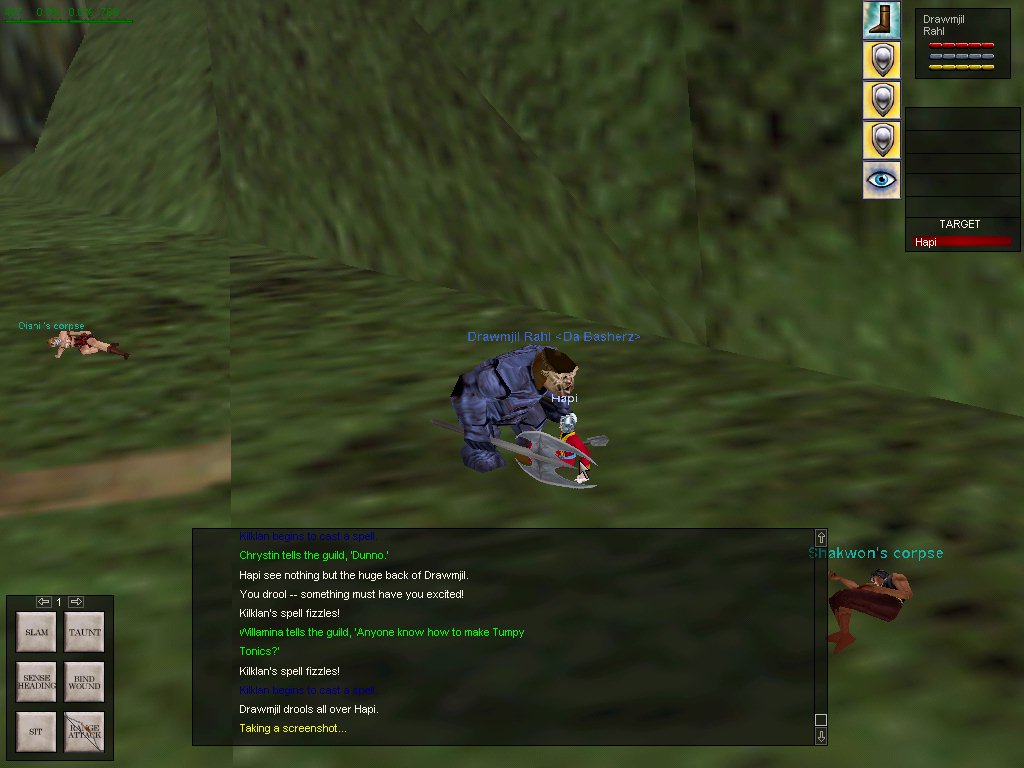 Drawmjil
Rahl
TARGET
Hapi
Oishi's corpse
Drawmjil Rahl <Da Basherz>
Hapi
Shakwon's corpse
Kilklan begins to cast a spell.
Chrystin tells the guild, 'Dunno.'
Hapi see nothing but the huge back of Drawmjil.
You drool -- something must have you excited!
Kilklan's spell fizzles!
Willamina tells the guild, 'Anyone know how to make Tumpy
Tonics?'
Kilklan's spell fizzles!
Kilklan begins to cast a spell.
Drawmjil drools all over Hapi.
Taking a screenshot...
1
SLAM
TAUNT
SENSE
HEADING
BIND
WOUND
SIT
RANGE
ATTACK